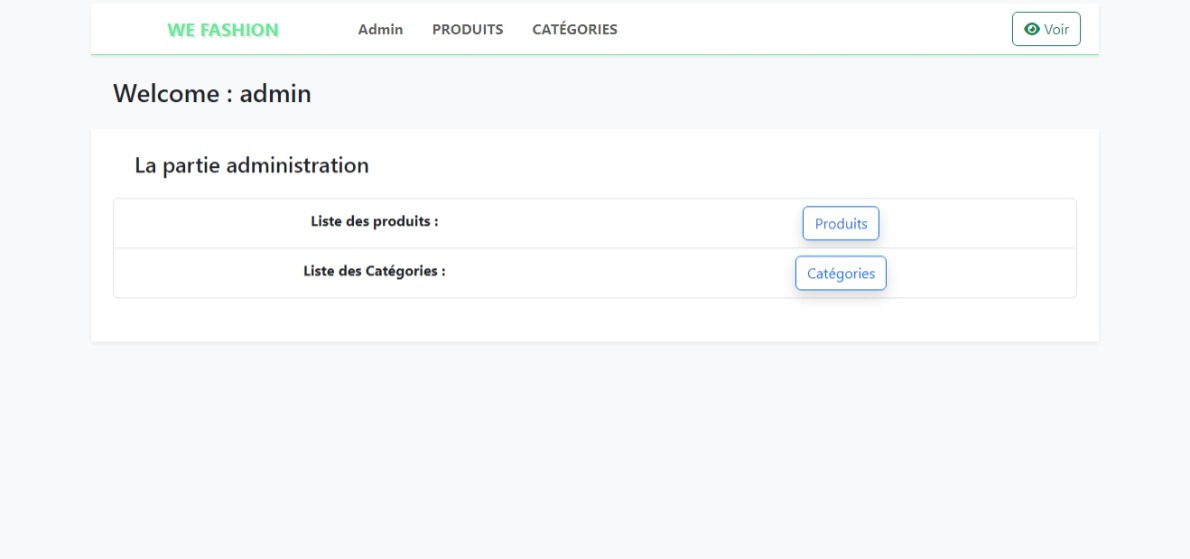 WE FASHION Admin PRODUITS CATÉGORIES Voir
Welcome : admin
La partie administration
Liste des produits : Produits
Liste des Catégories : Catégories